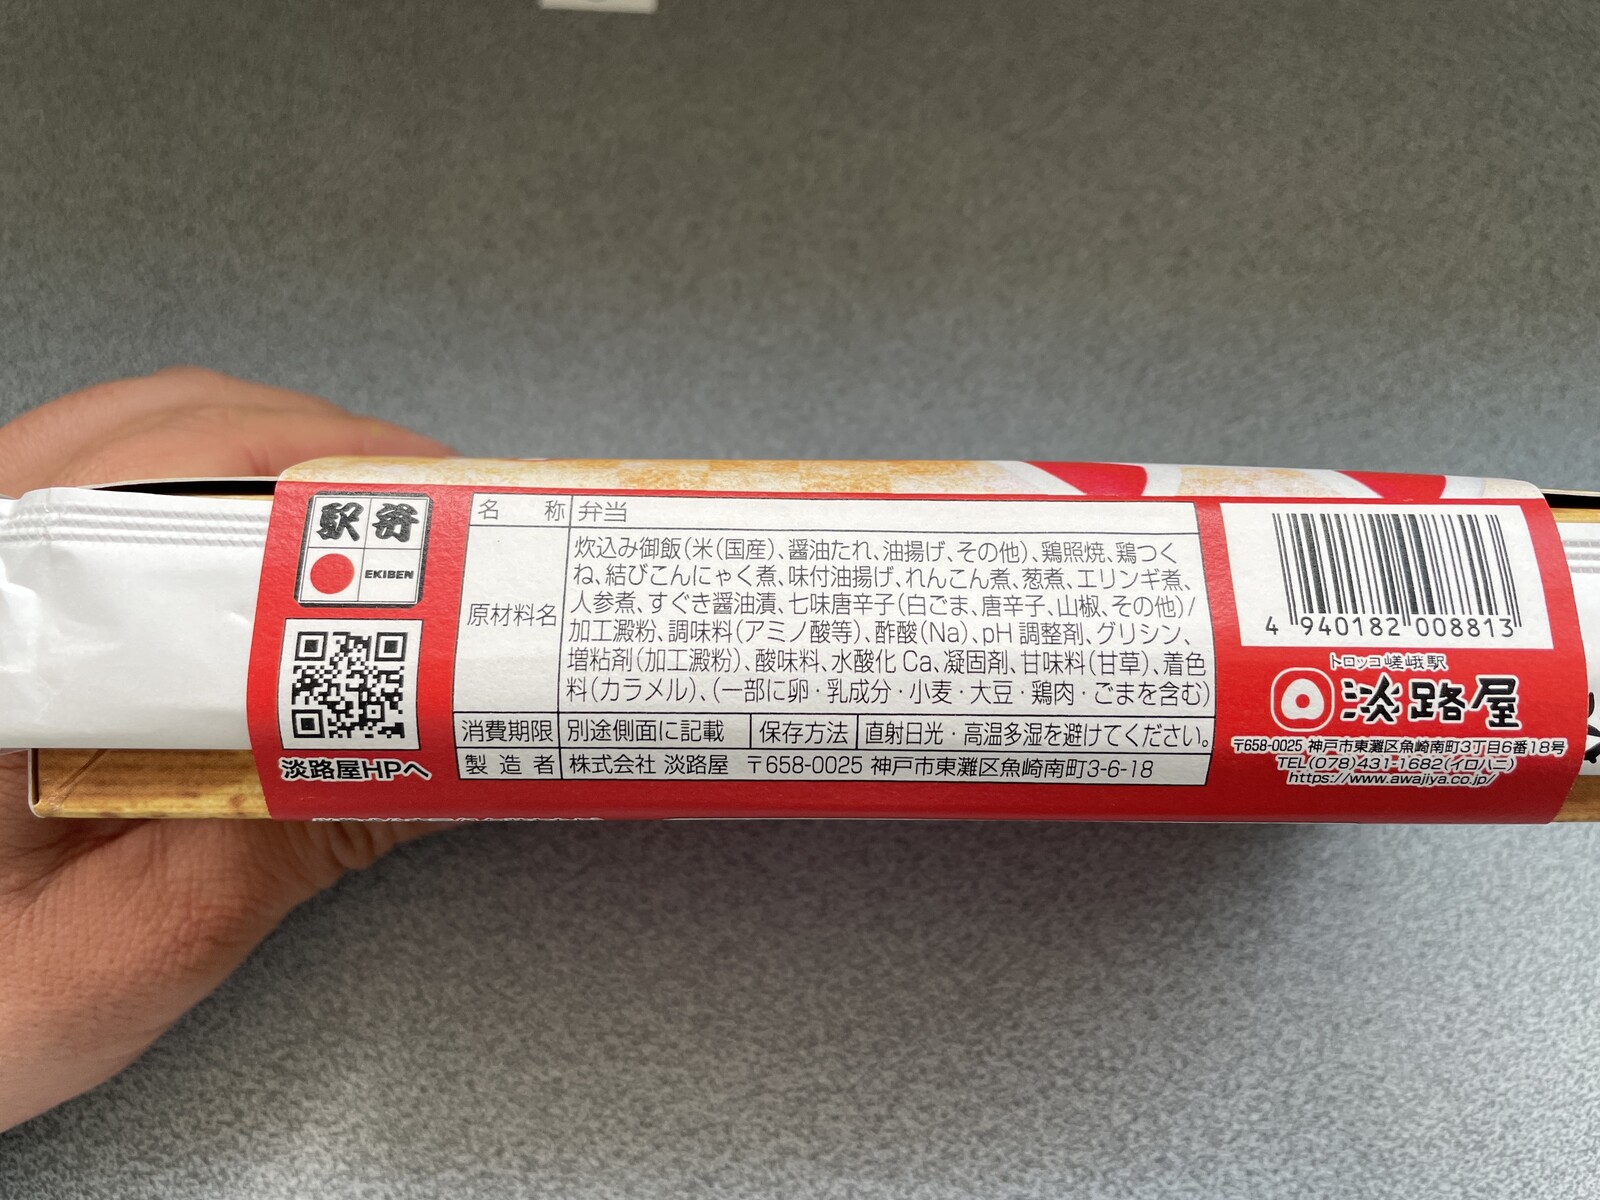 駅弁
EKIBEN
淡路屋HPへ
名 称 弁当
原材料名
炊込み御飯(米(国産)、醤油たれ、油揚げ、その他)、鶏照焼、鶏つく
ね、結びこんにゃく煮、味付油揚げ、れんこん煮、葱煮、エリンギ煮、
人参煮、すぐき醤油漬、七味唐辛子(白ごま、唐辛子、山椒、その他)/
加工澱粉、調味料(アミノ酸等)、酢酸(Na)、pH調整剤、グリシン、
増粘剤(加工澱粉)、酸味料、水酸化Ca、凝固剤、甘味料(甘草)、着色
料(カラメル)、(一部に卵・乳成分・小麦・大豆・鶏肉・ごまを含む)
消費期限 別途側面に記載 保存方法 直射日光・高温多湿を避けてください。
製造者 株式会社 淡路屋 〒658-0025 神戸市東灘区魚崎南町3-6-18
4 940182 008813
トロッコ嵯峨駅
淡路屋
〒658-0025 神戸市東灘区魚崎南町3丁目6番18号
TEL(078)431-1682(イロハニ)
https://www.awajiya.co.jp/